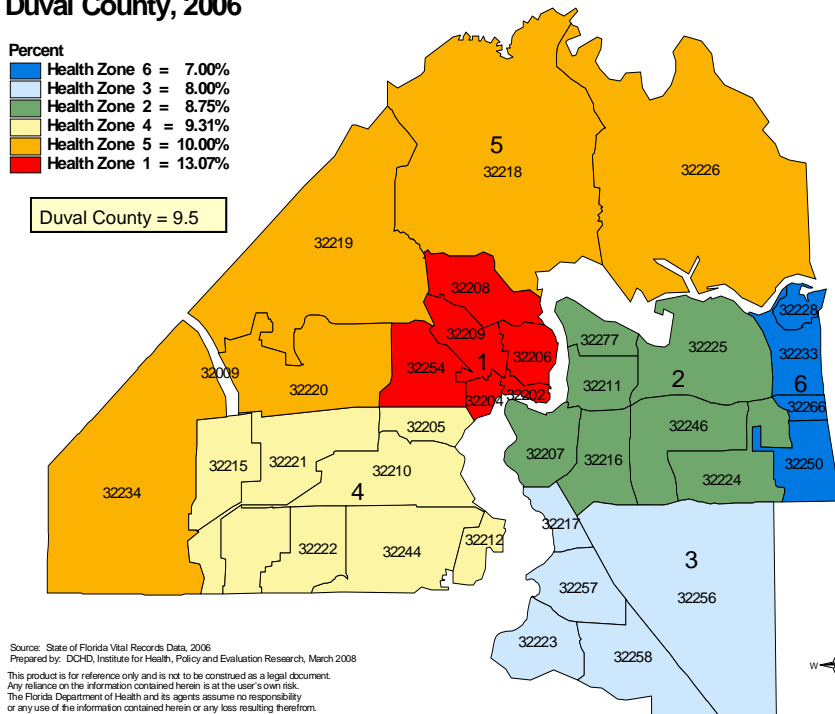 Duval County, 2006
Percent
Health Zone 6 = 7.00%
Health Zone 3 = 8.00%
Health Zone 2 = 8.75%
Health Zone 4 = 9.31%
Health Zone 5 = 10.00%
Health Zone 1 = 13.07%
Duval County = 9.5
5
32218
32226
32219
32208
32228
32209
32277
32225
32206
32233
1
32254
32009
32211
2
6
32220
32204
32202
32266
32205
32246
32207
32216
32215
32221
32210
32250
32224
4
32234
32217
32212
32222
32244
3
32257
32256
32223
32258
Source: State of Florida Vital Records Data, 2006
Prepared by: DCHD, Institute for Health, Policy and Evaluation Research, March 2008
This product is for reference only and is not to be construed as a legal document.
Any reliance on the information contained herein is at the user's own risk.
The Florida Department of Health and its agents assume no responsibility
or any use of the information contained herein or any loss resulting therefrom.
W